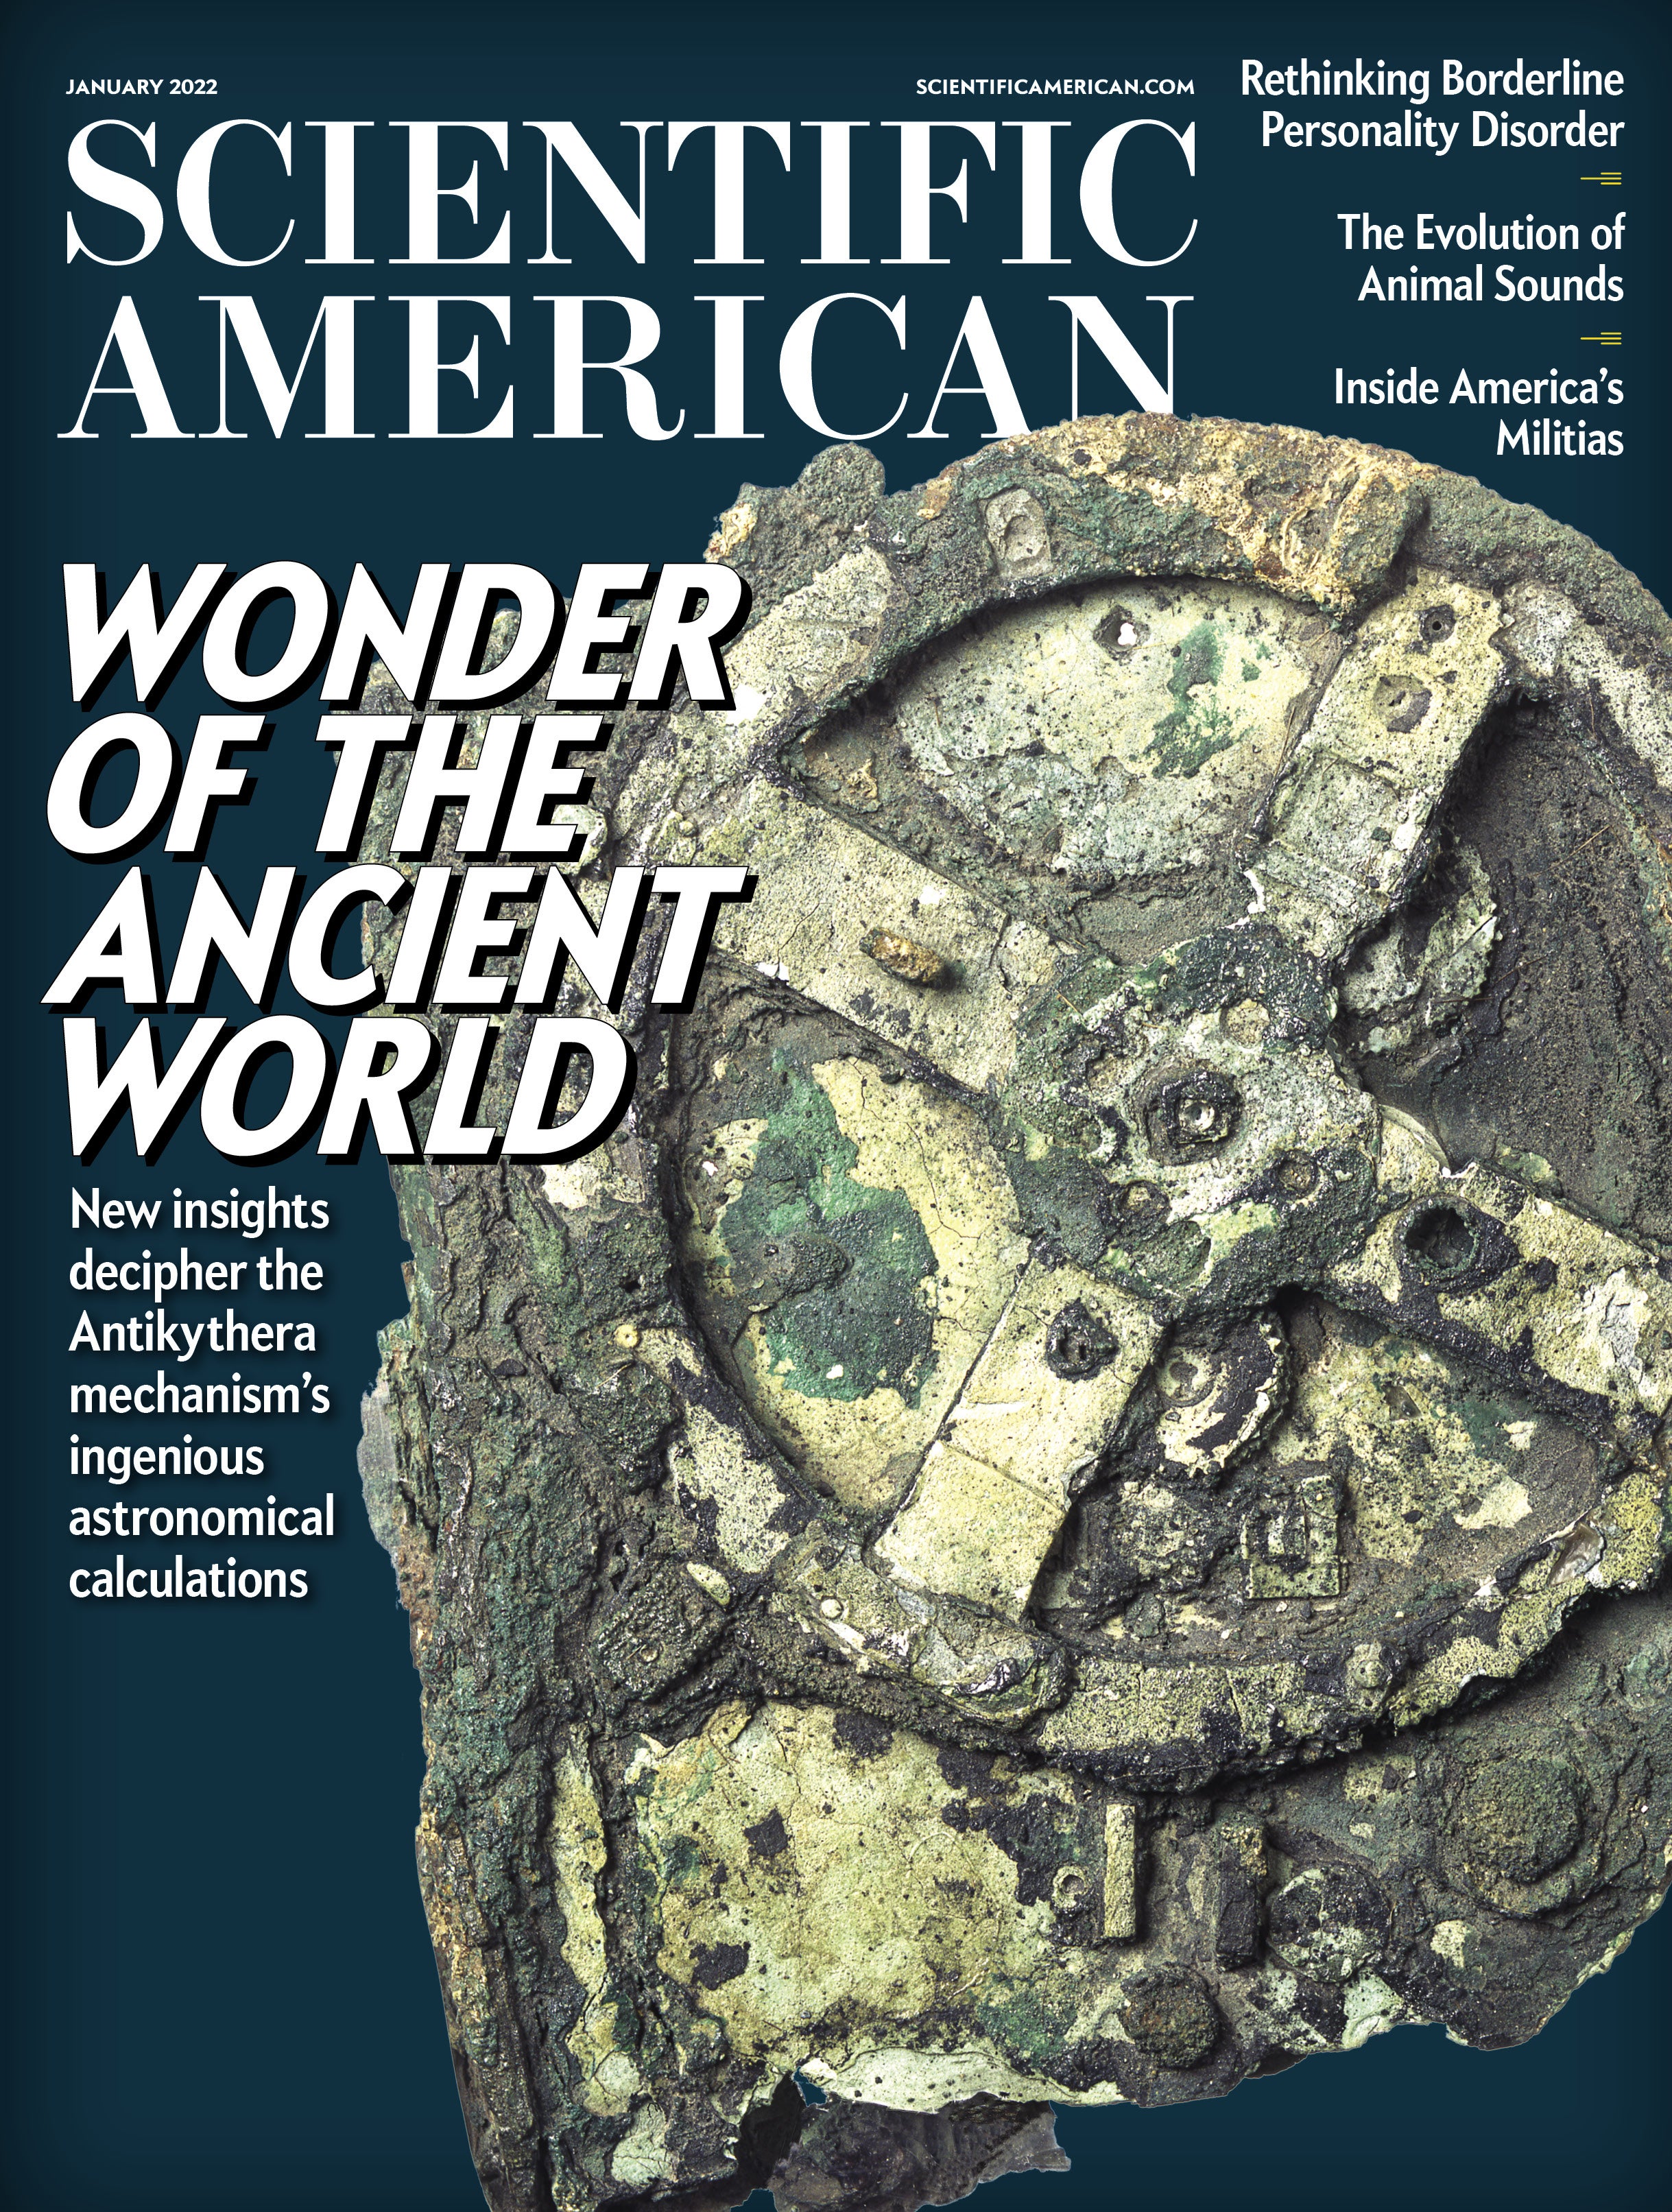 JANUARY 2022
SCIENTIFICAMERICAN.COM
SCIENTIFIC
AMERICAN
Rethinking Borderline
Personality Disorder
The Evolution of
Animal Sounds
Inside America’s
Militias
WONDER
OF THE
ANCIENT
WORLD
New insights
decipher the
Antikythera
mechanism’s
ingenious
astronomical
calculations